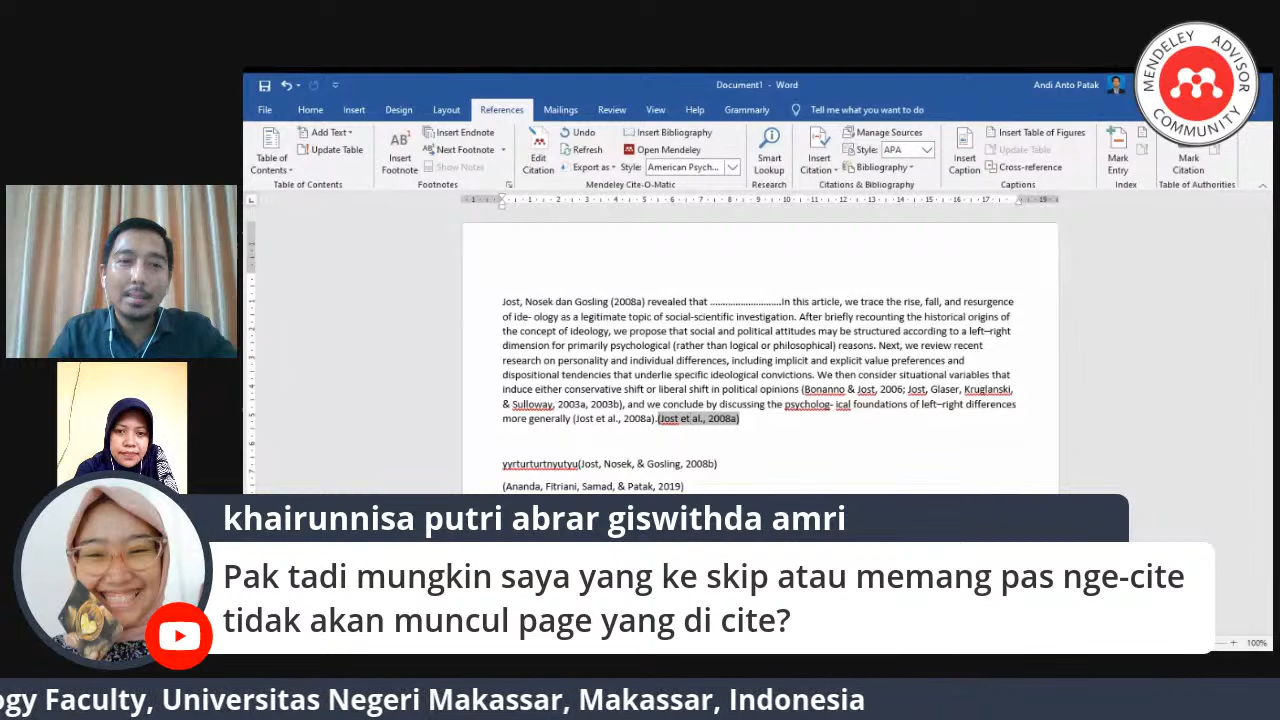 MENDELEY ADVISOR
COMMUNITY
Document1 - Word
Andi Anto Patak
File Home Insert Design Layout References Mailings Review View Help Grammarly Tell me what you want to do
Table of Contents
Add Text
Update Table
Table of Contents
AB¹
Insert Footnote
Insert Endnote
Next Footnote
Show Notes
Footnotes
Edit Citation
Undo
Refresh
Export as
Insert Bibliography
Open Mendeley
Style: American Psych...
Mendeley Cite-O-Matic
Smart Lookup
Research
Insert Citation
Manage Sources
Style: APA
Bibliography
Citations & Bibliography
Insert Caption
Insert Table of Figures
Update Table
Cross-reference
Captions
Mark Entry
Index
Mark Citation
Table of Authorities
Jost, Nosek dan Gosling (2008a) revealed that ............................In this article, we trace the rise, fall, and resurgence
of ide- ology as a legitimate topic of social-scientific investigation. After briefly recounting the historical origins of
the concept of ideology, we propose that social and political attitudes may be structured according to a left–right
dimension for primarily psychological (rather than logical or philosophical) reasons. Next, we review recent
research on personality and individual differences, including implicit and explicit value preferences and
dispositional tendencies that underlie specific ideological convictions. We then consider situational variables that
induce either conservative shift or liberal shift in political opinions (Bonanno & Jost, 2006; Jost, Glaser, Kruglanski,
& Sulloway, 2003a, 2003b), and we conclude by discussing the psycholog- ical foundations of left–right differences
more generally (Jost et al., 2008a).(Jost et al., 2008a)
yyrturturtnyutyu(Jost, Nosek, & Gosling, 2008b)
(Ananda, Fitriani, Samad, & Patak, 2019)
khairunnisa putri abrar giswithda amri
Pak tadi mungkin saya yang ke skip atau memang pas nge-cite
tidak akan muncul page yang di cite?
100%
ogy Faculty, Universitas Negeri Makassar, Makassar, Indonesia